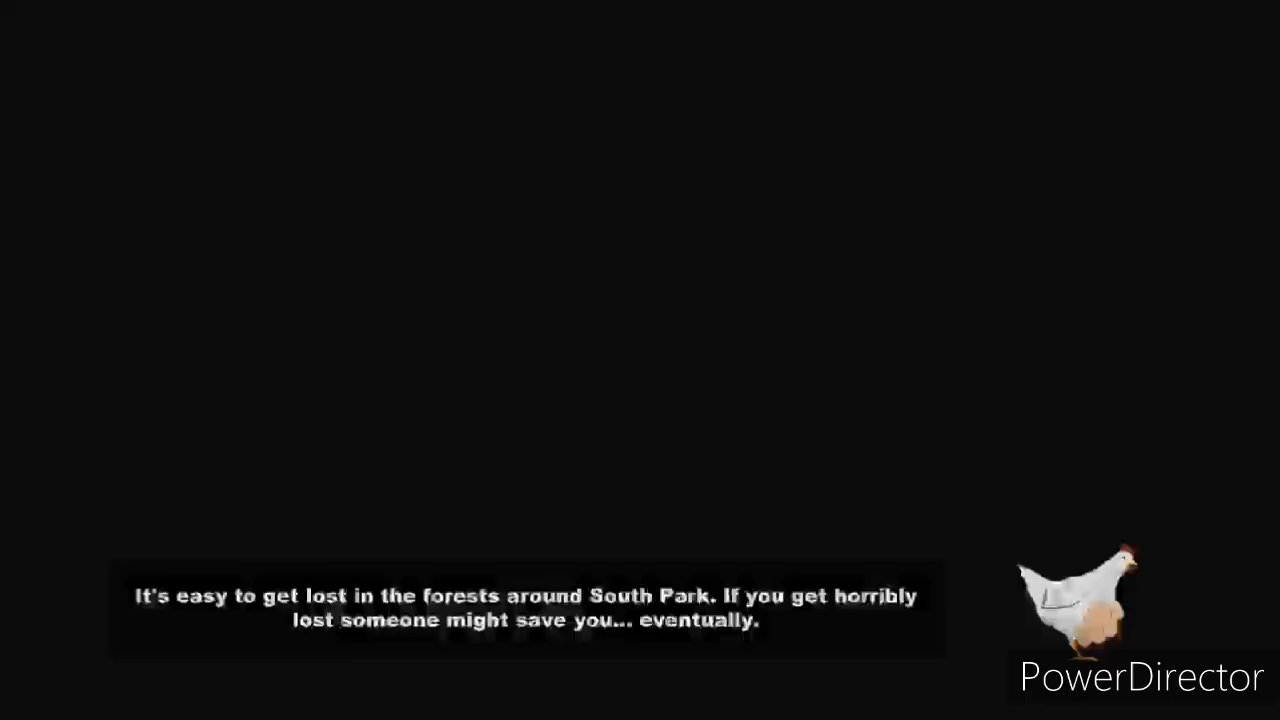 It's easy to get lost in the forests around South Park. If you get horribly
lost someone might save you... eventually.
PowerDirector